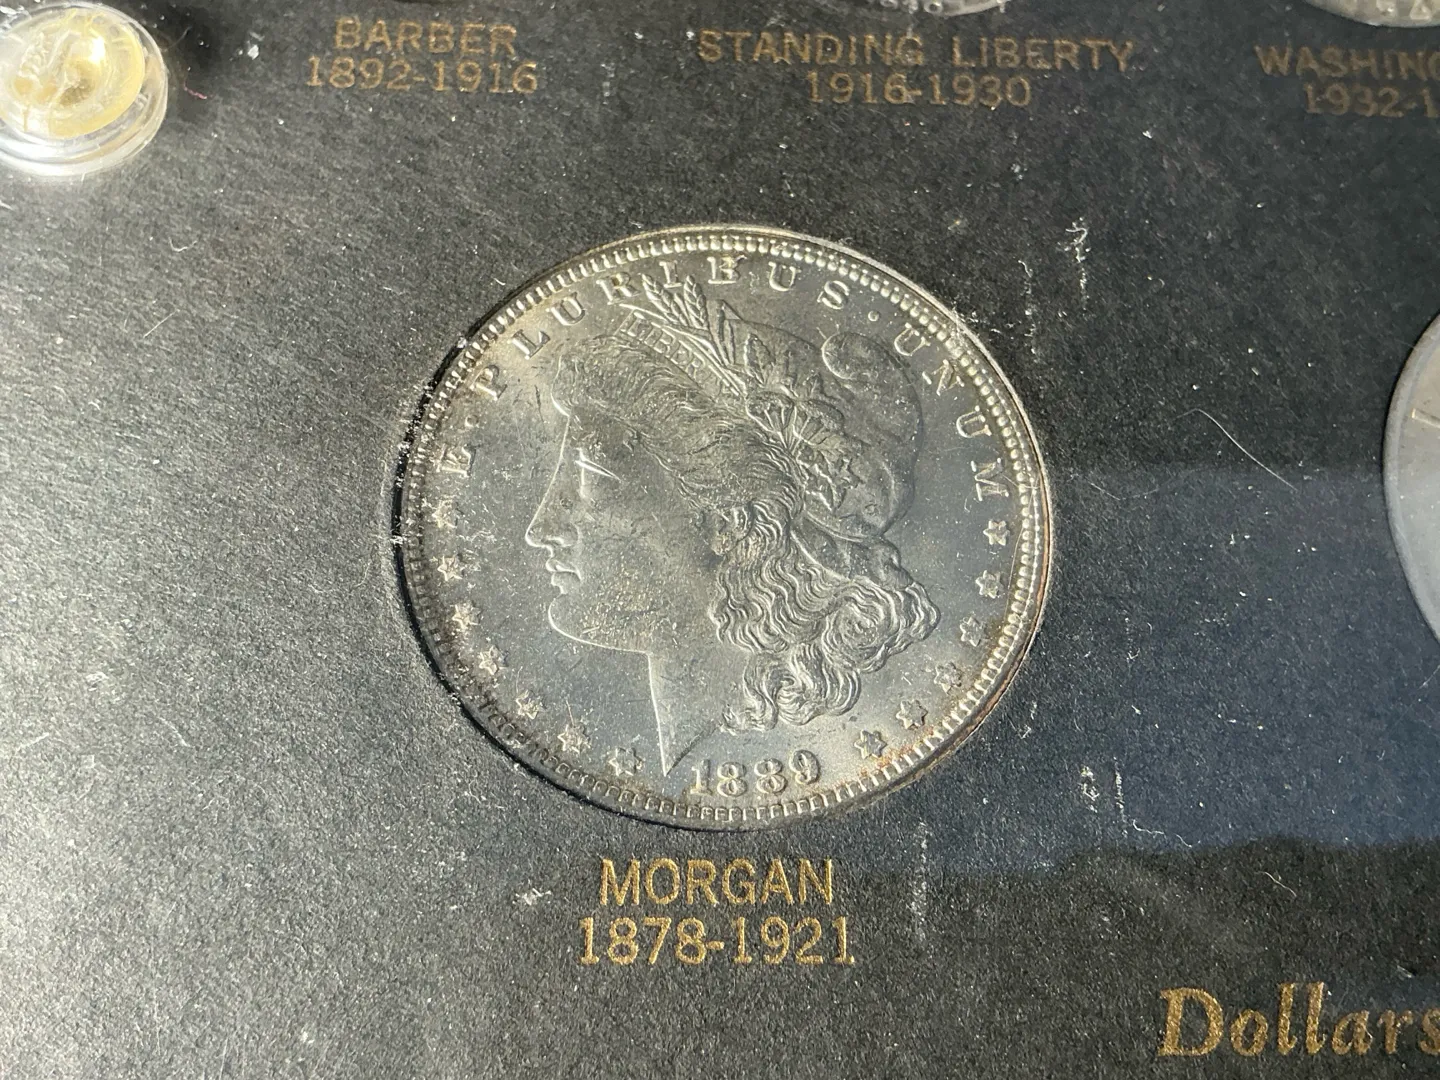 BARBER
1892-1916
STANDING LIBERTY
1916-1930
E·PLURIBUS·UNUM
LIBERTY
1889
MORGAN
1878-1921
Dollars